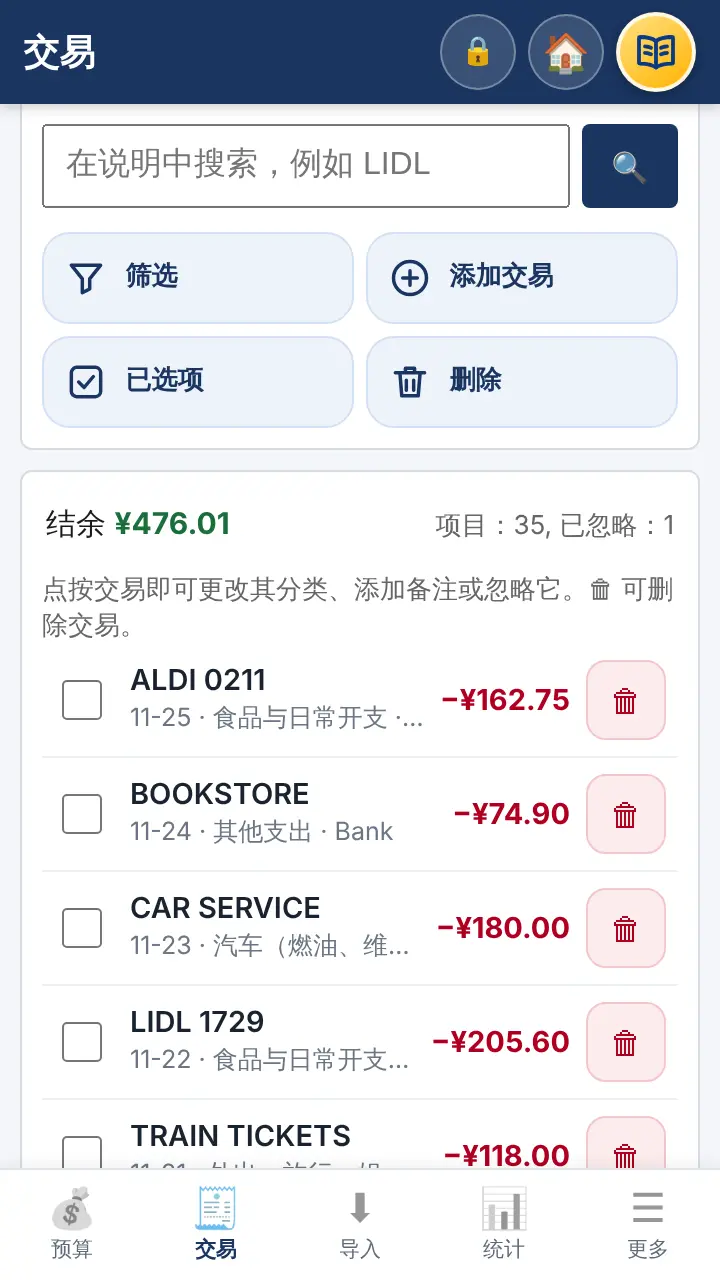 交易
在说明中搜索，例如 LIDL
筛选
添加交易
已选项
删除
结余 ¥476.01
项目：35, 已忽略：1
点按交易即可更改其分类、添加备注或忽略它。🗑 可删
除交易。
ALDI 0211
11-25 · 食品与日常开支 ·...
−¥162.75
BOOKSTORE
11-24 · 其他支出 · Bank
−¥74.90
CAR SERVICE
11-23 · 汽车（燃油、维...
−¥180.00
LIDL 1729
11-22 · 食品与日常开支...
−¥205.60
TRAIN TICKETS
−¥118.00
预算
交易
导入
统计
更多